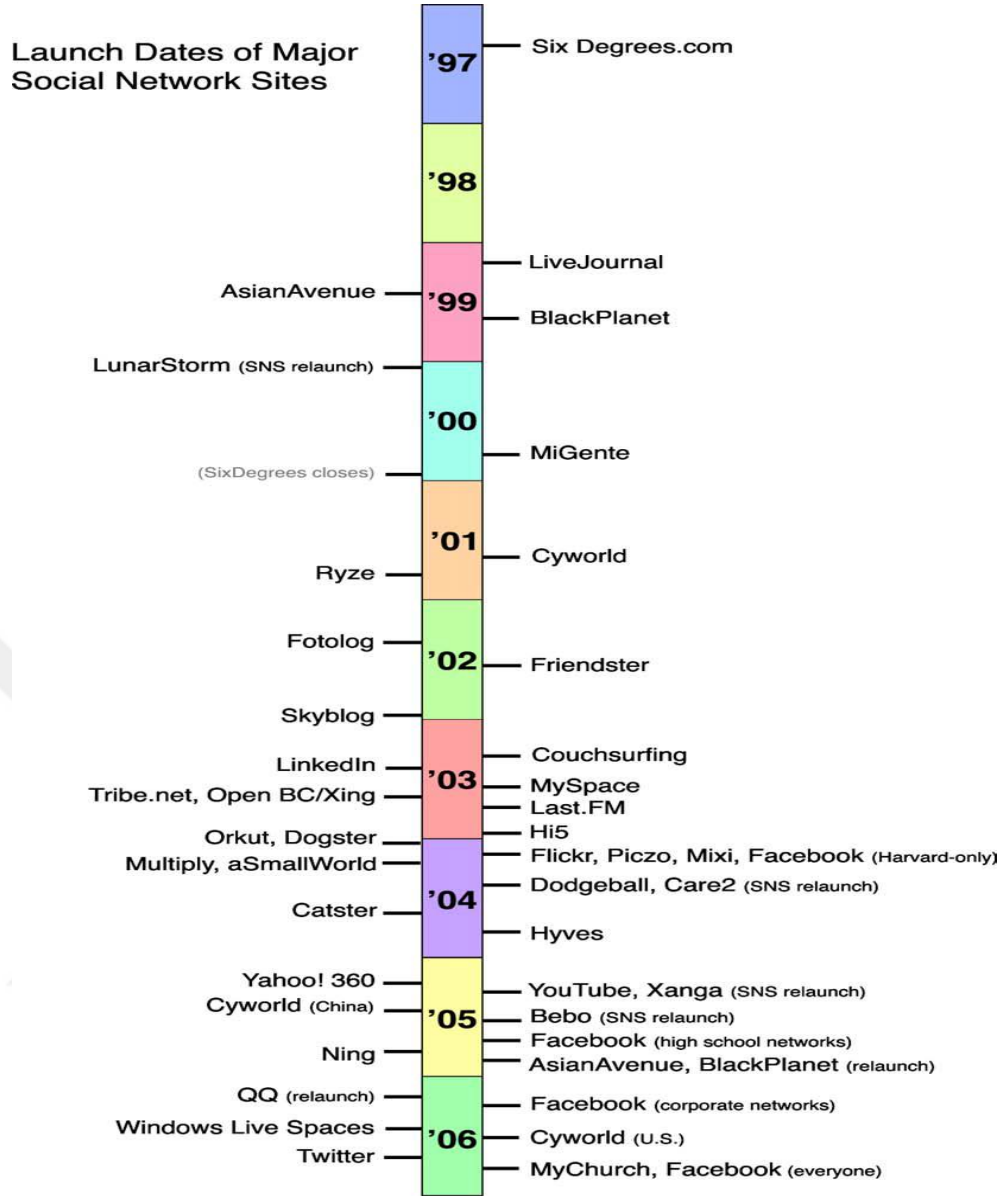 Launch Dates of Major
Social Network Sites
'97
Six Degrees.com
'98
LiveJournal
AsianAvenue
'99
BlackPlanet
LunarStorm (SNS relaunch)
'00
MiGente
(SixDegrees closes)
'01
Cyworld
Ryze
Fotolog
'02
Friendster
Skyblog
Couchsurfing
LinkedIn
'03
MySpace
Tribe.net, Open BC/Xing
Last.FM
Hi5
Orkut, Dogster
Flickr, Piczo, Mixi, Facebook (Harvard-only)
Multiply, aSmallWorld
Dodgeball, Care2 (SNS relaunch)
'04
Catster
Hyves
Yahoo! 360
YouTube, Xanga (SNS relaunch)
Cyworld (China)
'05
Bebo (SNS relaunch)
Facebook (high school networks)
Ning
AsianAvenue, BlackPlanet (relaunch)
QQ (relaunch)
Facebook (corporate networks)
Windows Live Spaces
'06
Cyworld (U.S.)
Twitter
MyChurch, Facebook (everyone)